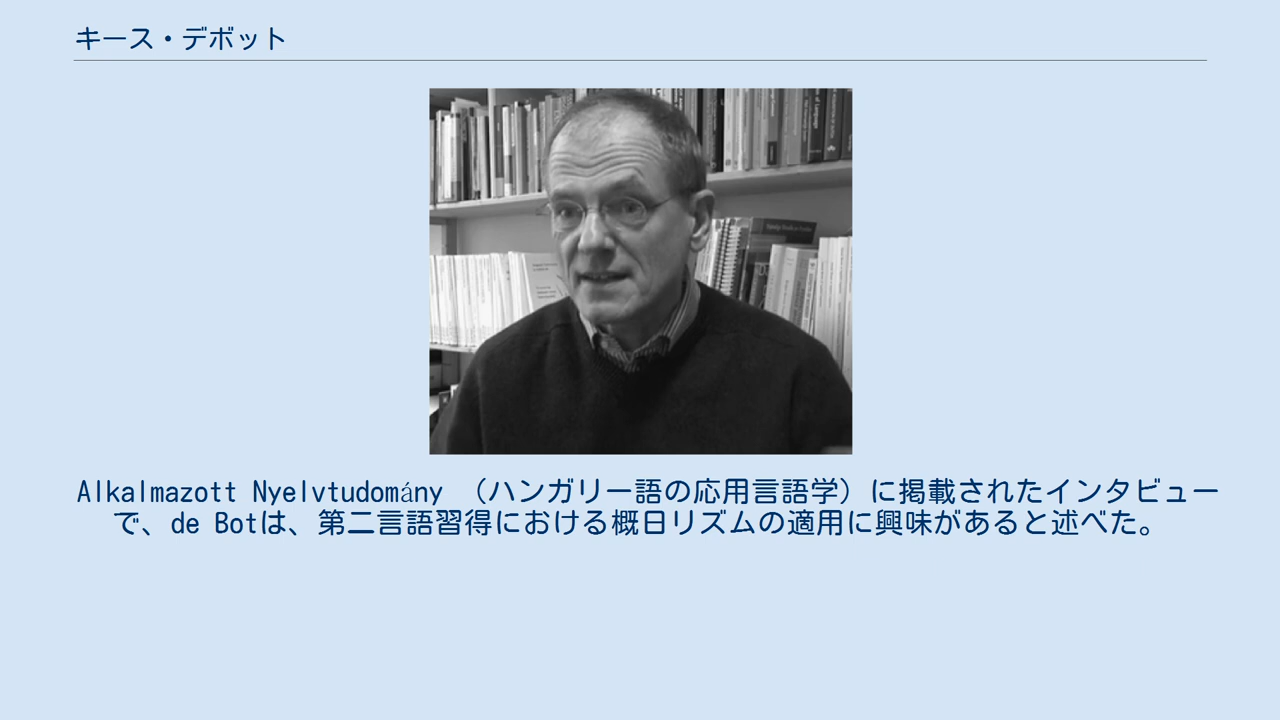 キース・デボット
Alkalmazott Nyelvtudomány （ハンガリー語の応用言語学）に掲載されたインタビュー
で、de Botは、第二言語習得における概日リズムの適用に興味があると述べた。